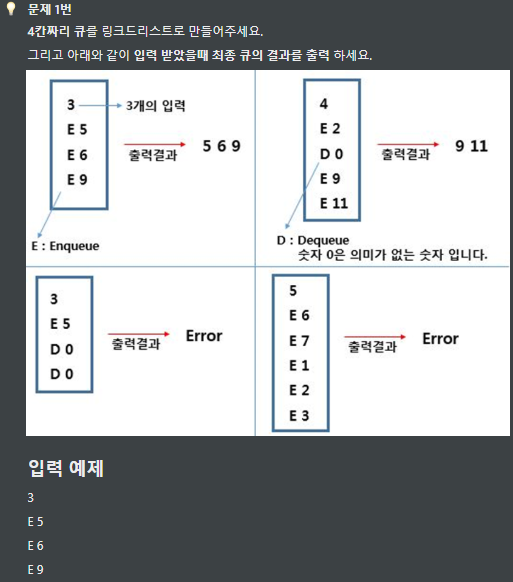 문제 1번
4칸짜리 큐를 링크드리스트로 만들어주세요.
그리고 아래와 같이 입력 받았을때 최종 큐의 결과를 출력 하세요.
3
3개의 입력
E 5
E 6
E 9
출력결과
5 6 9
E : Enqueue
4
E 2
D 0
E 9
E 11
출력결과
9 11
D : Dequeue
숫자 0은 의미가 없는 숫자 입니다.
3
E 5
D 0
D 0
출력결과
Error
5
E 6
E 7
E 1
E 2
E 3
출력결과
Error
입력 예제
3
E 5
E 6
E 9